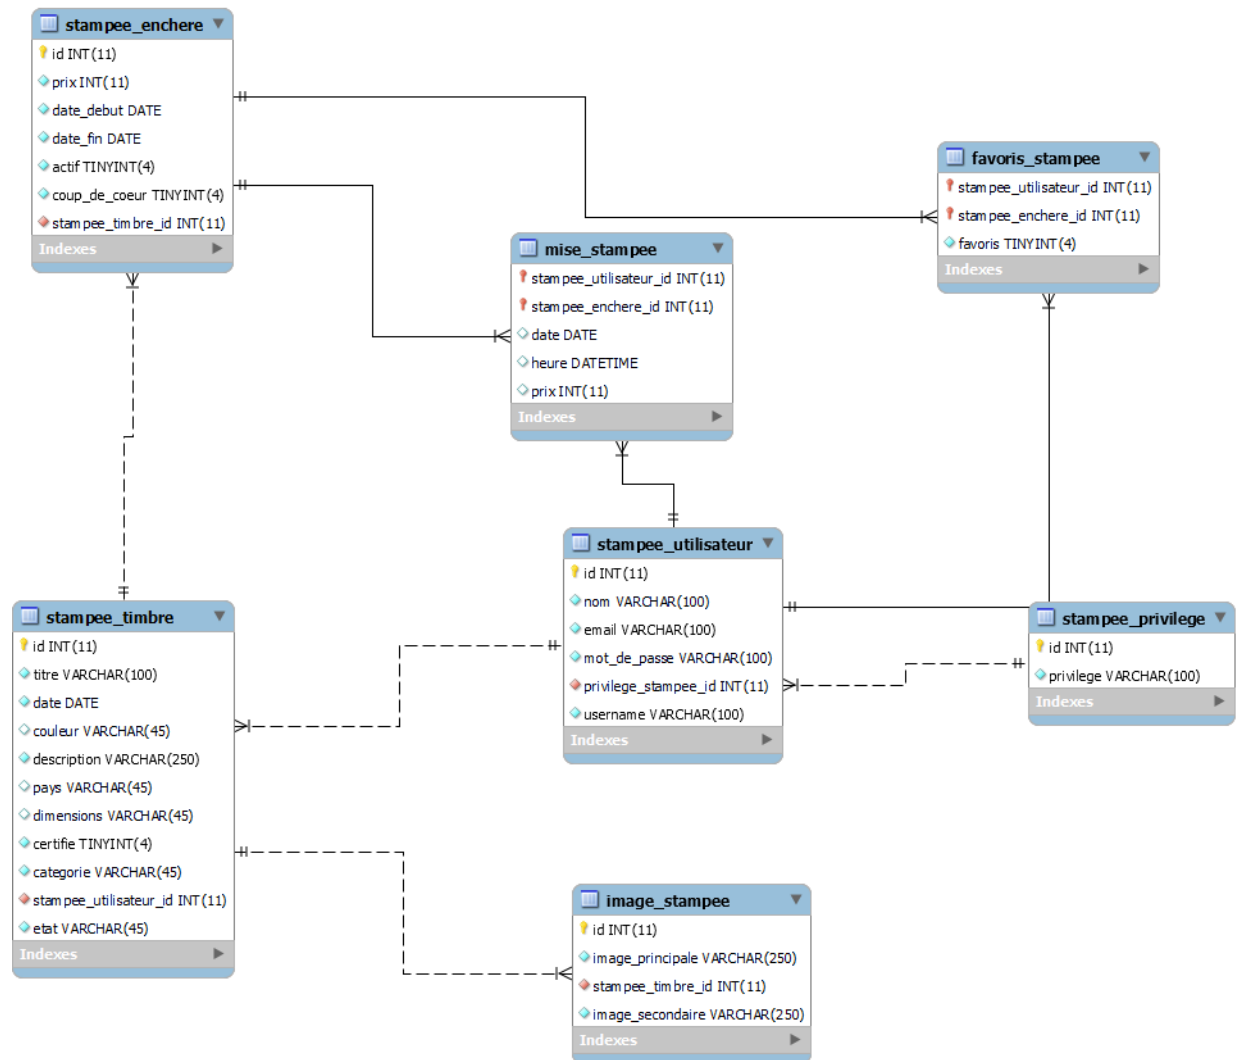 stampee_enchere
id INT(11)
prix INT(11)
date_debut DATE
date_fin DATE
actif TINYINT(4)
coup_de_coeur TINYINT(4)
stampee_timbre_id INT(11)
Indexes
favoris_stampee
stampee_utilisateur_id INT(11)
stampee_enchere_id INT(11)
favoris TINYINT(4)
Indexes
mise_stampee
stampee_utilisateur_id INT(11)
stampee_enchere_id INT(11)
date DATE
heure DATETIME
prix INT(11)
Indexes
stampee_utilisateur
id INT(11)
nom VARCHAR(100)
email VARCHAR(100)
mot_de_passe VARCHAR(100)
privilege_stampee_id INT(11)
username VARCHAR(100)
Indexes
stampee_privilege
id INT(11)
privilege VARCHAR(100)
Indexes
stampee_timbre
id INT(11)
titre VARCHAR(100)
date DATE
couleur VARCHAR(45)
description VARCHAR(250)
pays VARCHAR(45)
dimensions VARCHAR(45)
certifie TINYINT(4)
categorie VARCHAR(45)
stampee_utilisateur_id INT(11)
etat VARCHAR(45)
Indexes
image_stampee
id INT(11)
image_principale VARCHAR(250)
stampee_timbre_id INT(11)
image_secondaire VARCHAR(250)
Indexes